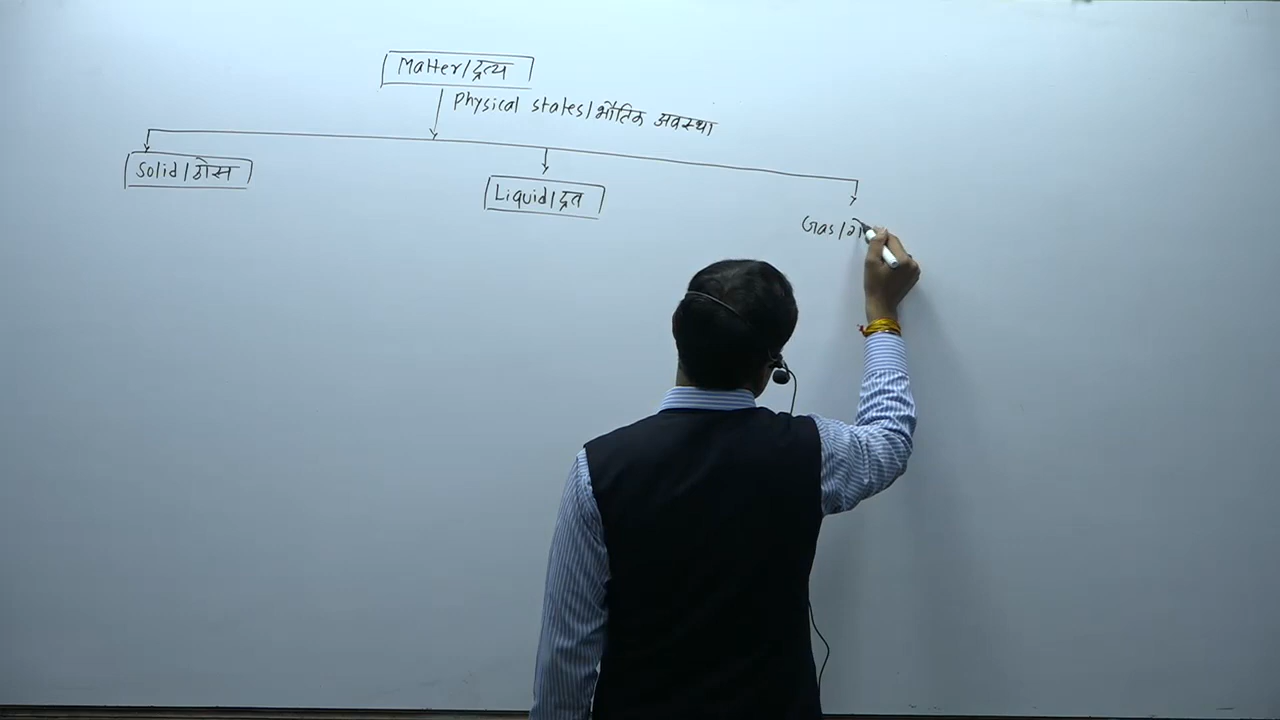 Matter/द्रव्य
Physical states/भौतिक अवस्था
Solid/ठोस
Liquid/द्रव
Gas/गै